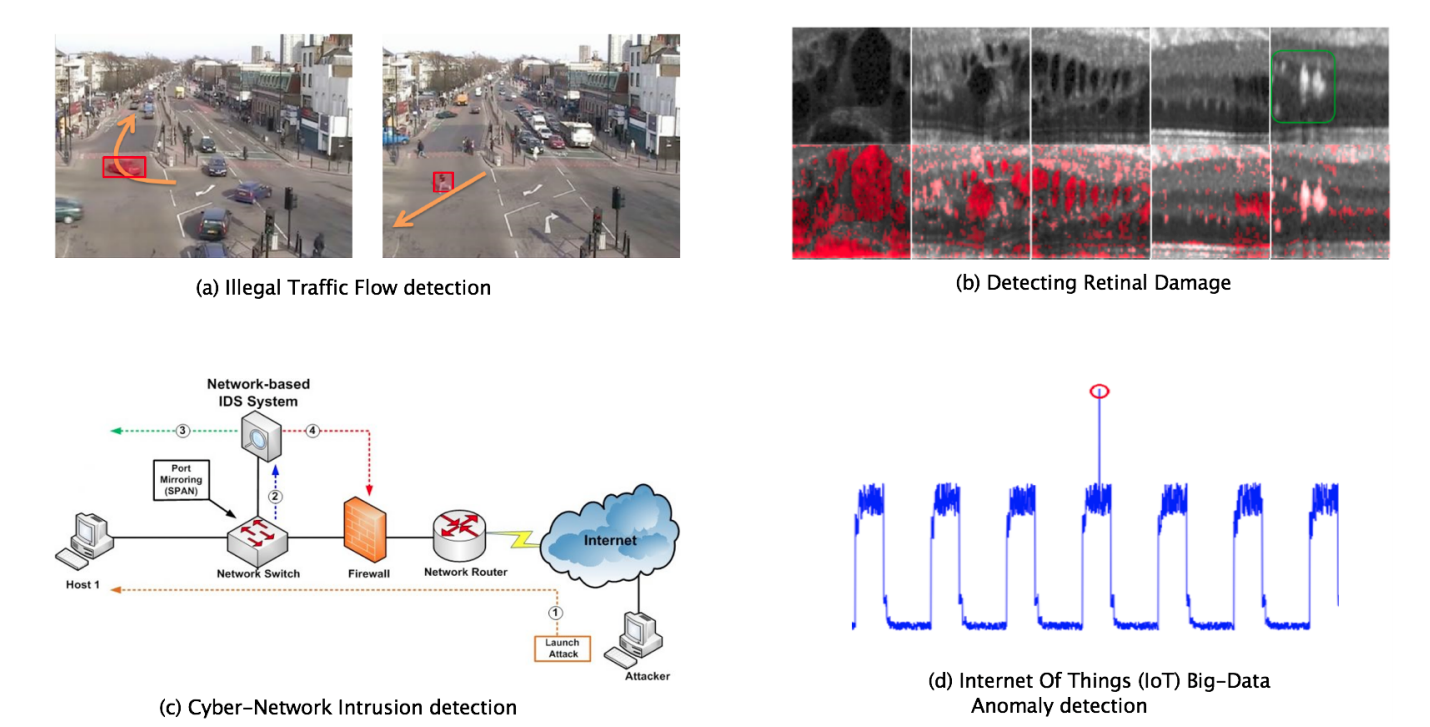 (a) Illegal Traffic Flow detection
(b) Detecting Retinal Damage
Network-based
IDS System
3
4
Port
Mirroring
(SPAN)
2
Internet
Host 1
Network Switch
Firewall
Network Router
1
Launch
Attack
Attacker
(c) Cyber-Network Intrusion detection
(d) Internet Of Things (IoT) Big-Data
Anomaly detection